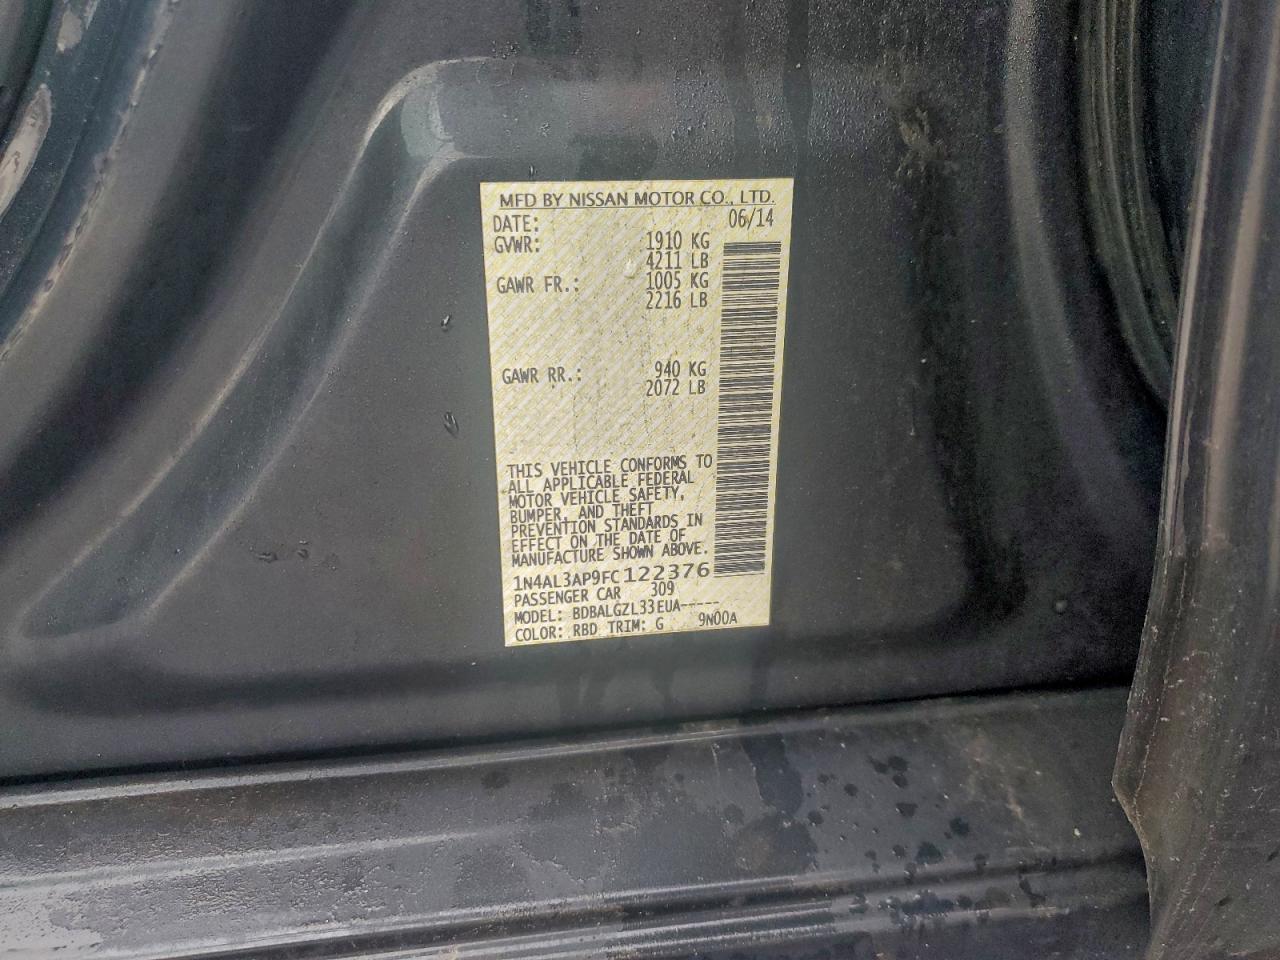 MFD BY NISSAN MOTOR CO., LTD.
DATE: 06/14
GVWR: 1910 KG
4211 LB
GAWR FR.: 1005 KG
2216 LB
GAWR RR.: 940 KG
2072 LB
THIS VEHICLE CONFORMS TO
ALL APPLICABLE FEDERAL
MOTOR VEHICLE SAFETY,
BUMPER, AND THEFT
PREVENTION STANDARDS IN
EFFECT ON THE DATE OF
MANUFACTURE SHOWN ABOVE.
1N4AL3AP9FC122376
PASSENGER CAR 309
MODEL: BDBALGZL33EUA-----
COLOR: RBD TRIM: G 9N00A